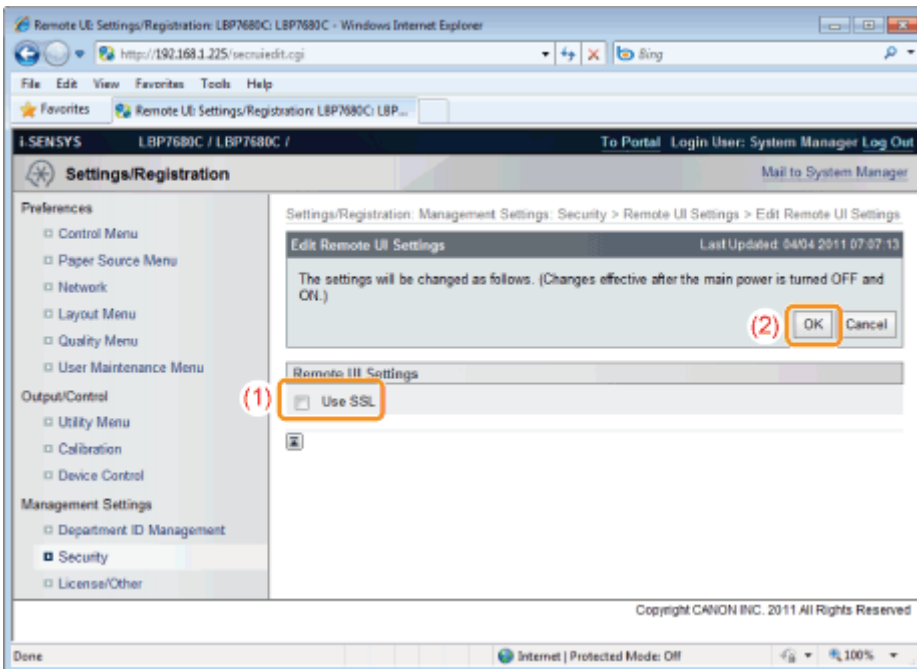 Remote UI: Settings/Registration: LBP7680C: LBP7680C - Windows Internet Explorer
http://192.168.1.225/secruiedit.cgi
Bing
File Edit View Favorites Tools Help
Favorites
Remote UI: Settings/Registration: LBP7680C: LBP...
i-SENSYS
LBP7680C / LBP7680C /
To Portal Login User: System Manager Log Out
Settings/Registration
Mail to System Manager
Preferences
Control Menu
Paper Source Menu
Network
Layout Menu
Quality Menu
User Maintenance Menu
Output/Control
Utility Menu
Calibration
Device Control
Management Settings
Department ID Management
Security
License/Other
Settings/Registration: Management Settings: Security > Remote UI Settings > Edit Remote UI Settings
Edit Remote UI Settings
Last Updated: 04/04 2011 07:07:13
The settings will be changed as follows. (Changes effective after the main power is turned OFF and
ON.)
(2)
OK
Cancel
Remote UI Settings
(1)
Use SSL
Copyright CANON INC. 2011 All Rights Reserved
Done
Internet | Protected Mode: Off
100%